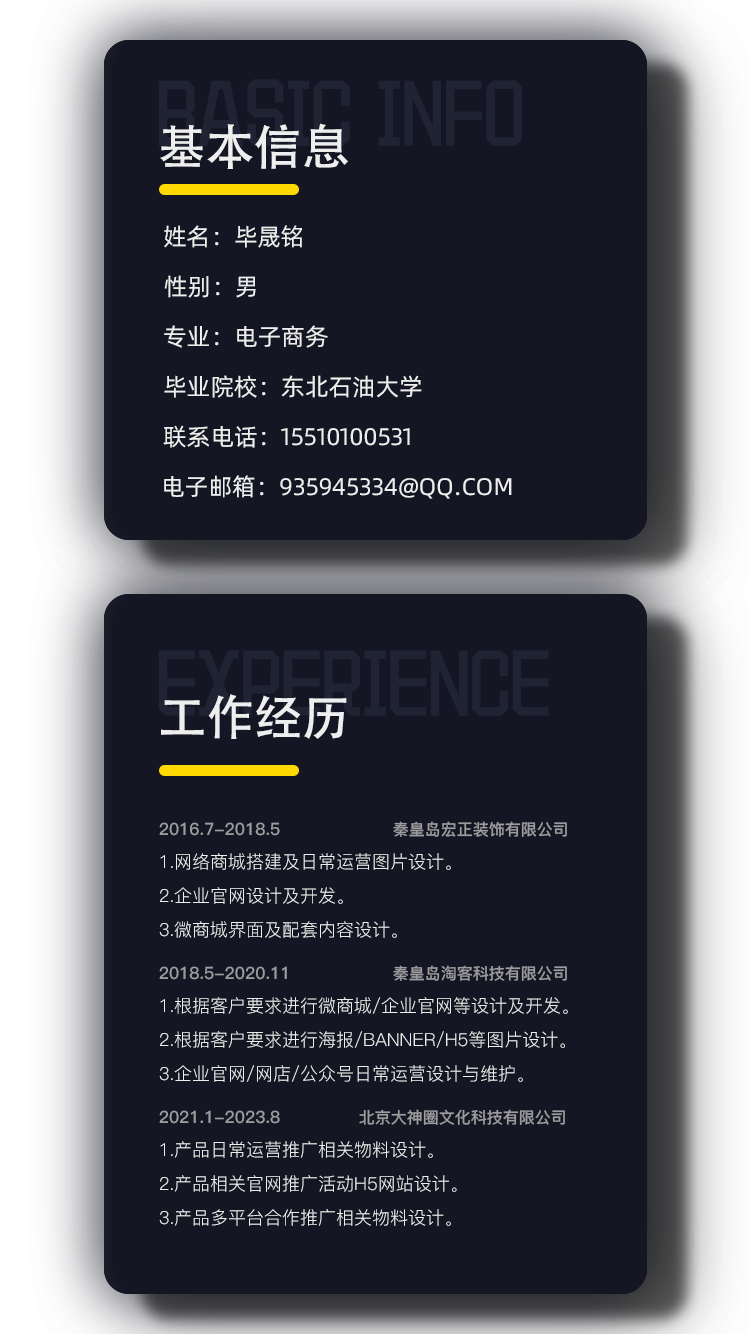 BASIC INFO
基本信息
姓名：毕晟铭
性别：男
专业：电子商务
毕业院校：东北石油大学
联系电话：15510100531
电子邮箱：935945334@QQ.COM
EXPERIENCE
工作经历
2016.7-2018.5 秦皇岛宏正装饰有限公司
1.网络商城搭建及日常运营图片设计。
2.企业官网设计及开发。
3.微商城界面及配套内容设计。
2018.5-2020.11 秦皇岛淘客科技有限公司
1.根据客户要求进行微商城/企业官网等设计及开发。
2.根据客户要求进行海报/BANNER/H5等图片设计。
3.企业官网/网店/公众号日常运营设计与维护。
2021.1-2023.8 北京大神圈文化科技有限公司
1.产品日常运营推广相关物料设计。
2.产品相关官网推广活动H5网站设计。
3.产品多平台合作推广相关物料设计。